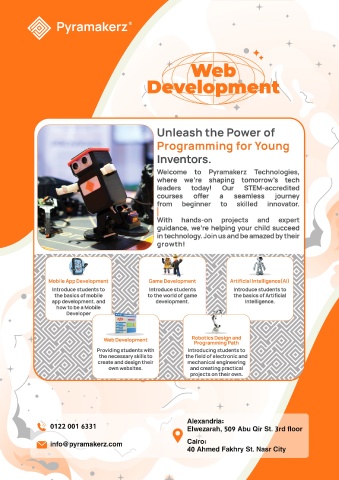 Pyramakerz®
Web
Development
Unleash the Power of
Programming for Young
Inventors.
Welcome to Pyramakerz Technologies,
where we're shaping tomorrow's tech
leaders today! Our STEM-accredited
courses offer a seamless journey
from beginner to skilled innovator.
With hands-on projects and expert
guidance, we're helping your child succeed
in technology. Join us and be amazed by their
growth!
Mobile App Development
Introduce students to
the basics of mobile
app development, and
how to be a Mobile
Developer
Game Development
Introduce students
to the world of game
development.
Artificial Intelligence(AI)
Introduce students to
the basics of Artificial
Intelligence.
Web Development
Providing students with
the necessary skills to
create and design their
own websites.
Robotics Design and
Programming Path
Introducing students to
the field of electronic and
mechanical engineering
and creating practical
projects on their own.
0122 001 6331
info@pyramakerz.com
Alexandria:
Elwezarah, 509 Abu Qir St. 3rd floor
Cairo:
40 Ahmed Fakhry St. Nasr City